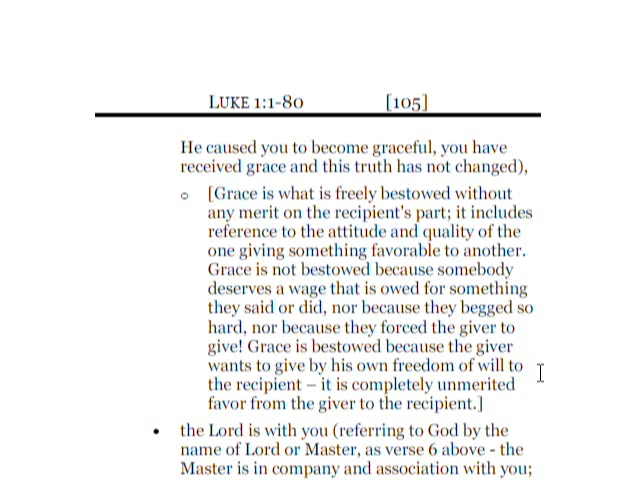 LUKE 1:1-80 [105]
He caused you to become graceful, you have
received grace and this truth has not changed),
○ [Grace is what is freely bestowed without
any merit on the recipient's part; it includes
reference to the attitude and quality of the
one giving something favorable to another.
Grace is not bestowed because somebody
deserves a wage that is owed for something
they said or did, nor because they begged so
hard, nor because they forced the giver to
give! Grace is bestowed because the giver
wants to give by his own freedom of will to
the recipient – it is completely unmerited
favor from the giver to the recipient.]
• the Lord is with you (referring to God by the
name of Lord or Master, as verse 6 above - the
Master is in company and association with you;